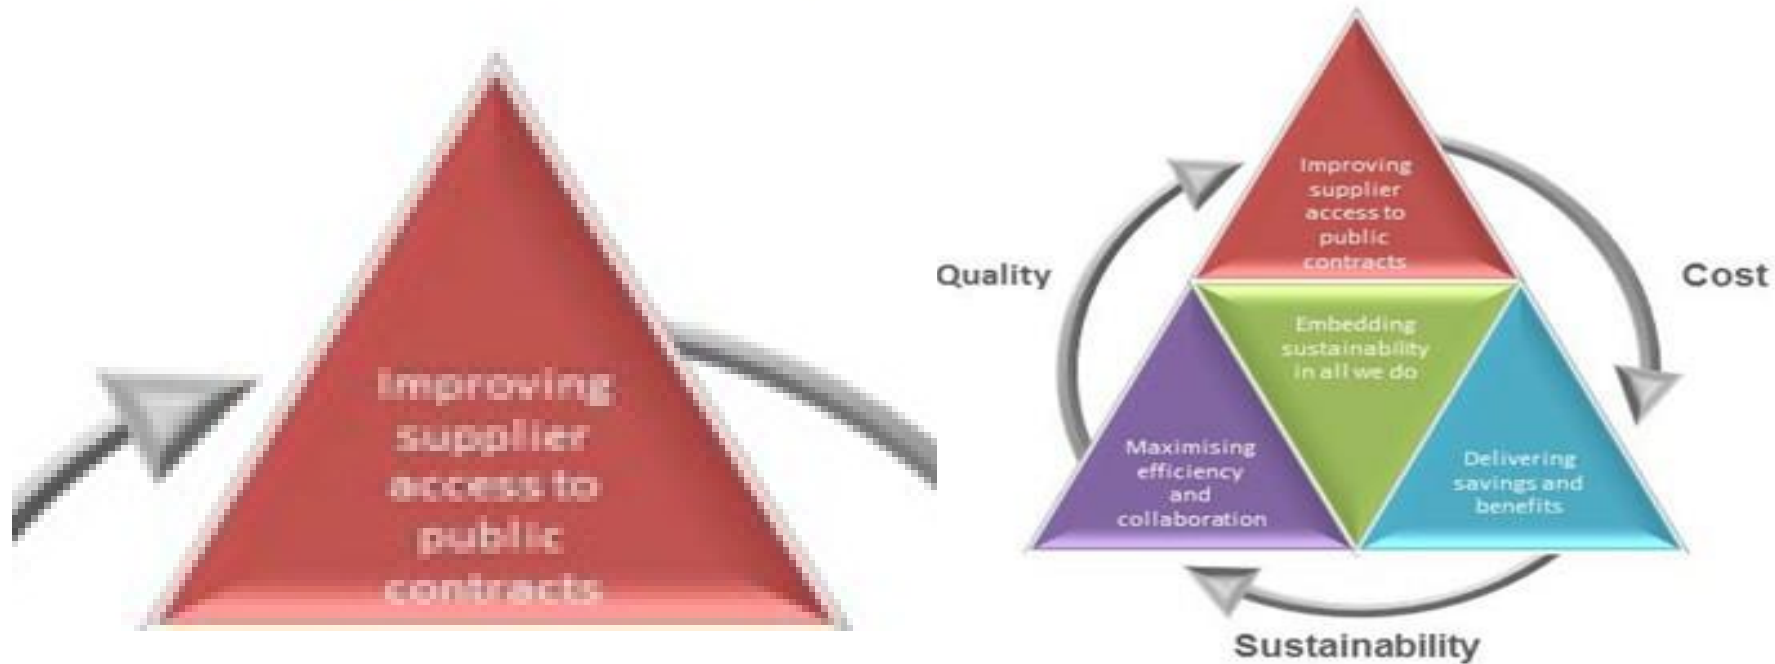 Improving
supplier
access to
public
contracts
Improving
supplier
access to
public
contracts
Quality
Cost
Embedding
sustainability
in all we do
Maximising
efficiency
and
collaboration
Delivering
savings and
benefits
Sustainability